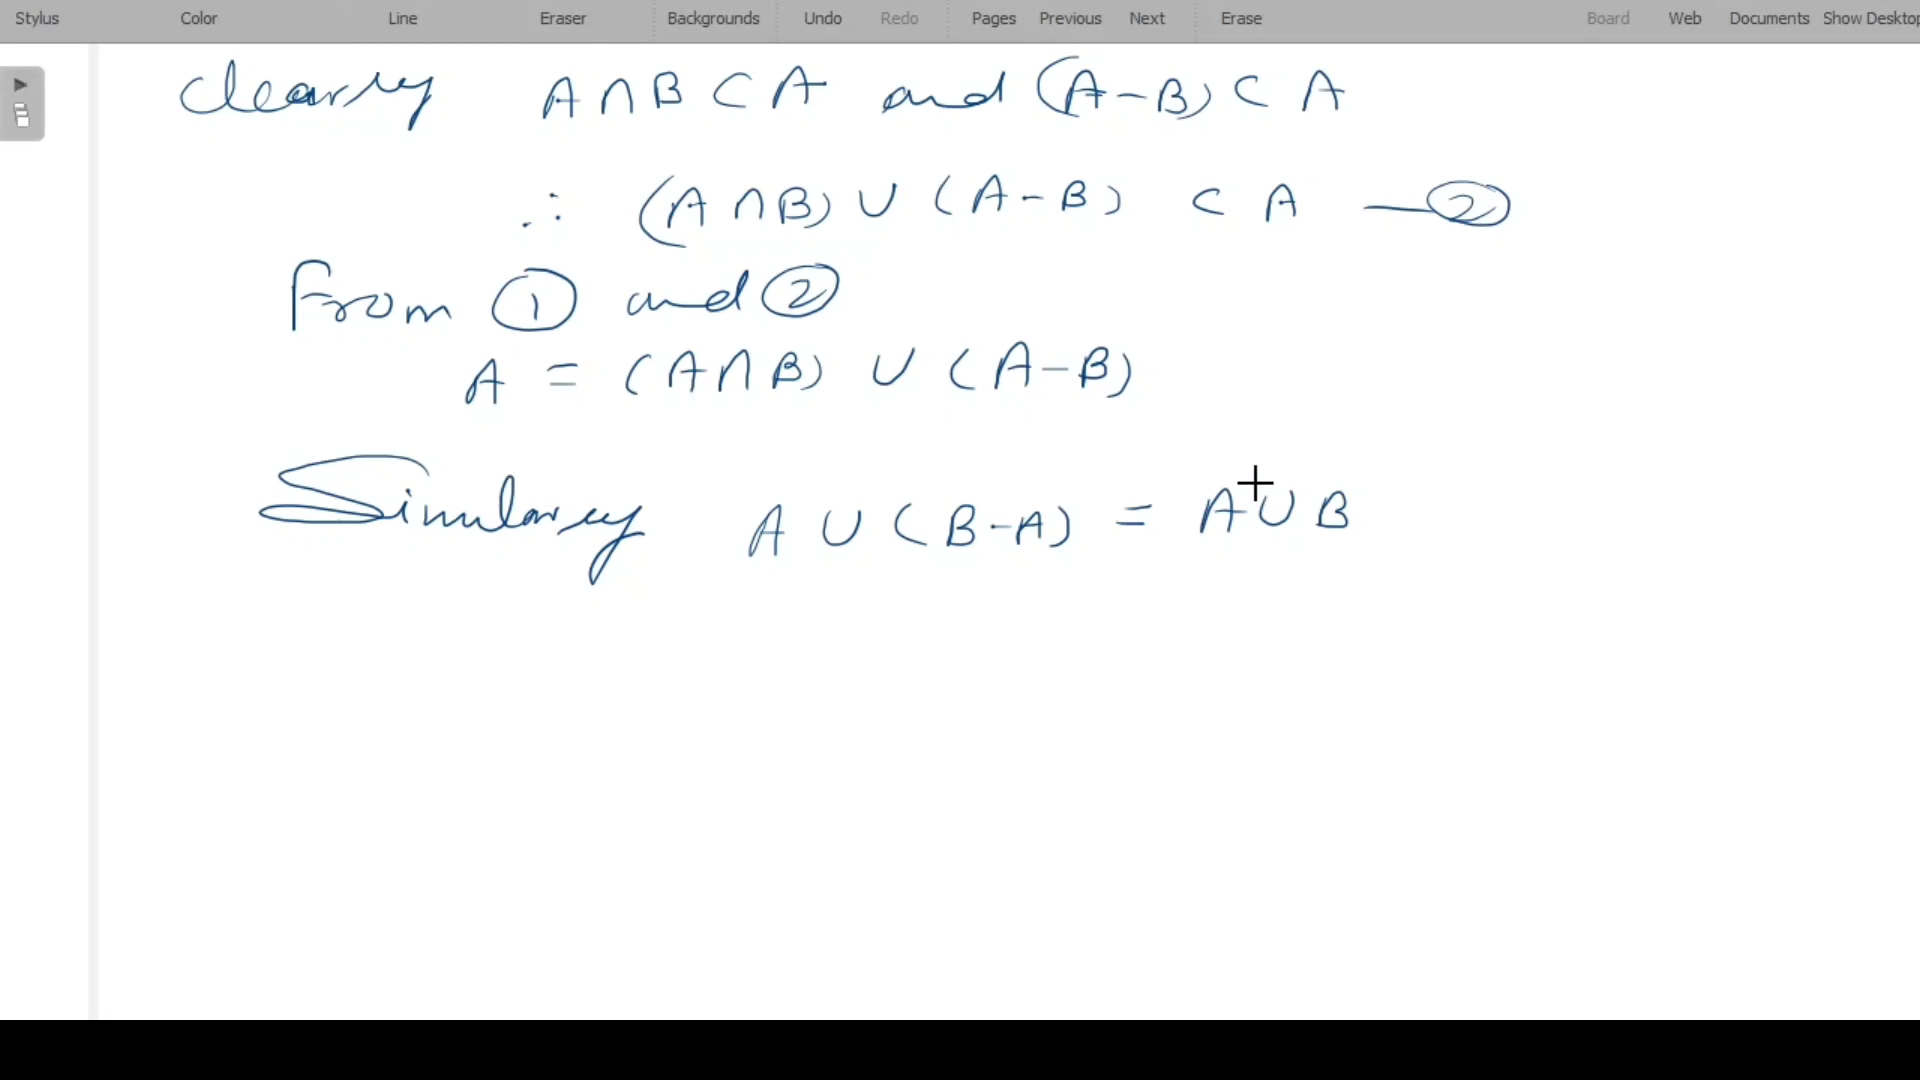 Stylus Color Line Eraser Backgrounds Undo Redo Pages Previous Next Erase Board Web Documents Show Desktop
Clearly A∩B ⊂ A and (A-B) ⊂ A
∴ (A∩B) ∪ (A-B) ⊂ A —②
From ① and ②
A = (A∩B) ∪ (A-B)
Similarly A ∪ (B-A) = A ∪ B